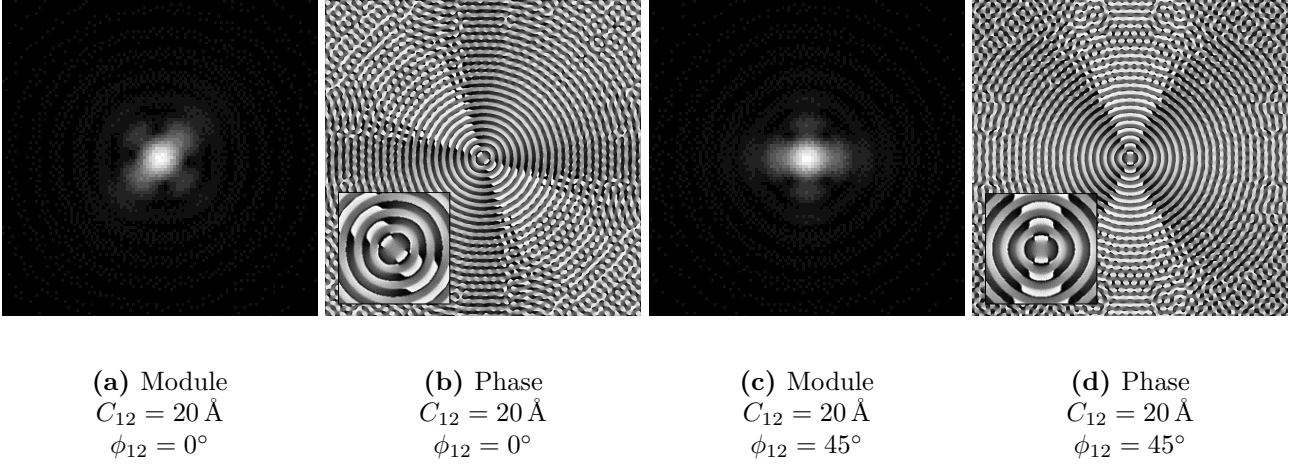 (a) Module
C₁₂ = 20 Å
ϕ₁₂ = 0°
(b) Phase
C₁₂ = 20 Å
ϕ₁₂ = 0°
(c) Module
C₁₂ = 20 Å
ϕ₁₂ = 45°
(d) Phase
C₁₂ = 20 Å
ϕ₁₂ = 45°